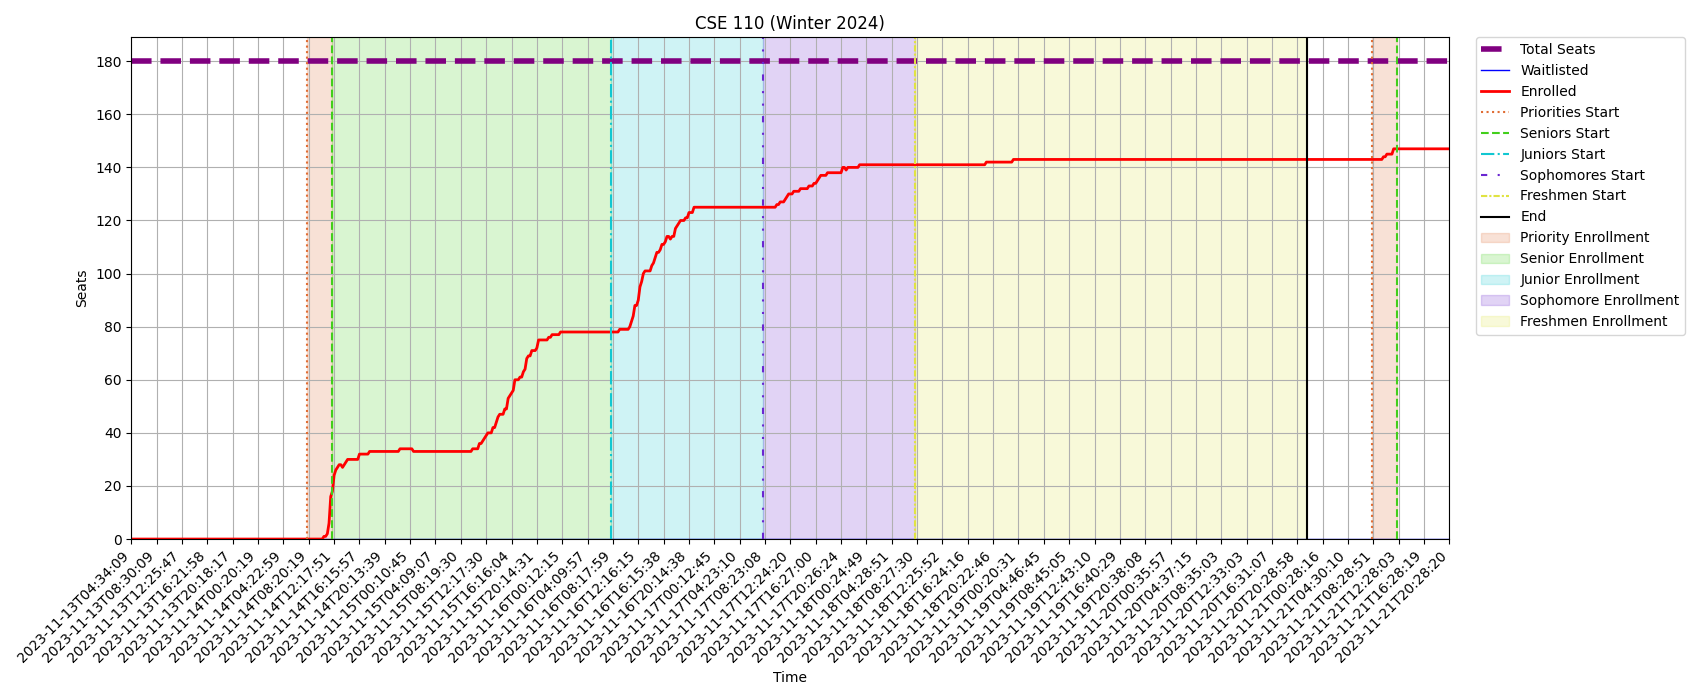 CSE 110 (Winter 2024)
Seats
180
160
140
120
100
80
60
40
20
0
2023-11-13T04:34:09
2023-11-13T08:30:09
2023-11-13T12:25:47
2023-11-13T16:21:58
2023-11-13T20:18:17
2023-11-14T00:20:19
2023-11-14T04:22:59
2023-11-14T08:20:19
2023-11-14T12:17:51
2023-11-14T16:15:57
2023-11-14T20:13:39
2023-11-15T00:10:45
2023-11-15T04:09:07
2023-11-15T08:19:30
2023-11-15T12:17:30
2023-11-15T16:16:04
2023-11-15T20:14:31
2023-11-16T00:12:15
2023-11-16T04:09:57
2023-11-16T08:17:59
2023-11-16T12:16:15
2023-11-16T16:15:38
2023-11-16T20:14:38
2023-11-17T00:12:45
2023-11-17T04:23:10
2023-11-17T08:23:08
2023-11-17T12:24:20
2023-11-17T16:27:00
2023-11-17T20:26:24
2023-11-18T00:24:49
2023-11-18T04:28:51
2023-11-18T08:27:30
2023-11-18T12:25:52
2023-11-18T16:24:16
2023-11-18T20:22:46
2023-11-19T00:20:31
2023-11-19T04:46:45
2023-11-19T08:45:05
2023-11-19T12:43:10
2023-11-19T16:40:29
2023-11-19T20:38:08
2023-11-20T00:35:57
2023-11-20T04:37:15
2023-11-20T08:35:03
2023-11-20T12:33:03
2023-11-20T16:31:07
2023-11-20T20:28:58
2023-11-21T00:28:16
2023-11-21T04:30:10
2023-11-21T08:28:51
2023-11-21T12:28:03
2023-11-21T16:28:19
2023-11-21T20:28:20
Time
Total Seats
Waitlisted
Enrolled
Priorities Start
Seniors Start
Juniors Start
Sophomores Start
Freshmen Start
End
Priority Enrollment
Senior Enrollment
Junior Enrollment
Sophomore Enrollment
Freshmen Enrollment